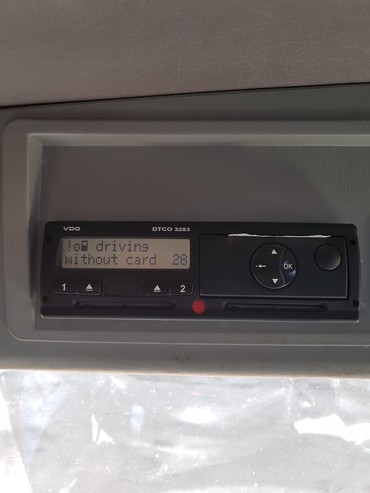 VDO DTCO 3283
! driving
without card 28
OK
1 2